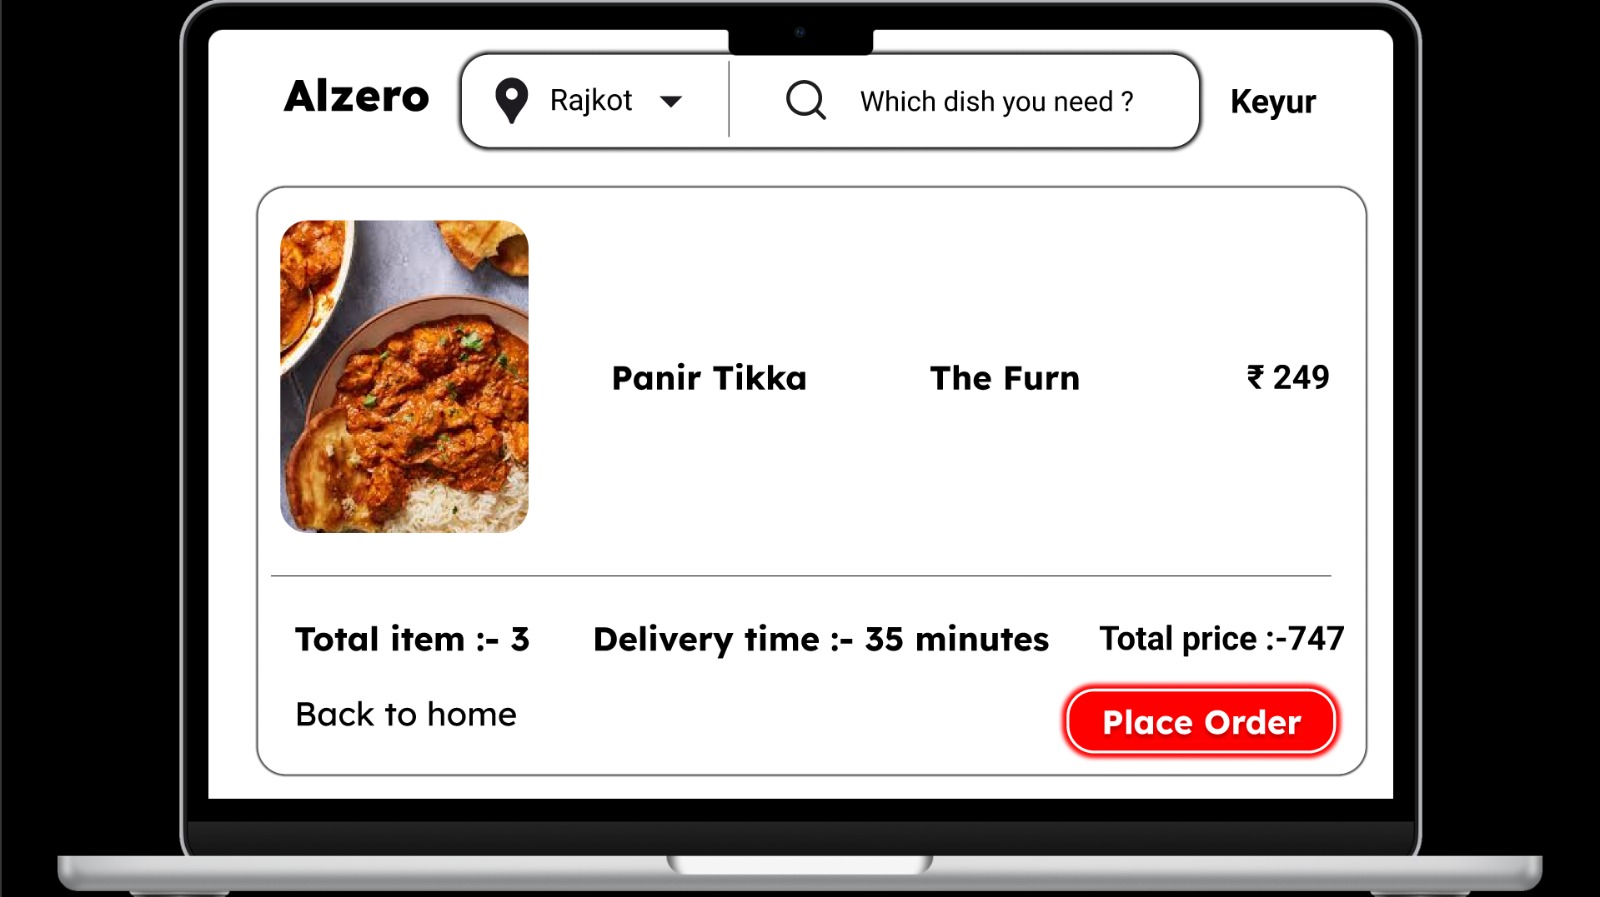 Alzero
Rajkot
Which dish you need ?
Keyur
Panir Tikka
The Furn
₹ 249
Total item :- 3
Delivery time :- 35 minutes
Total price :-747
Back to home
Place Order